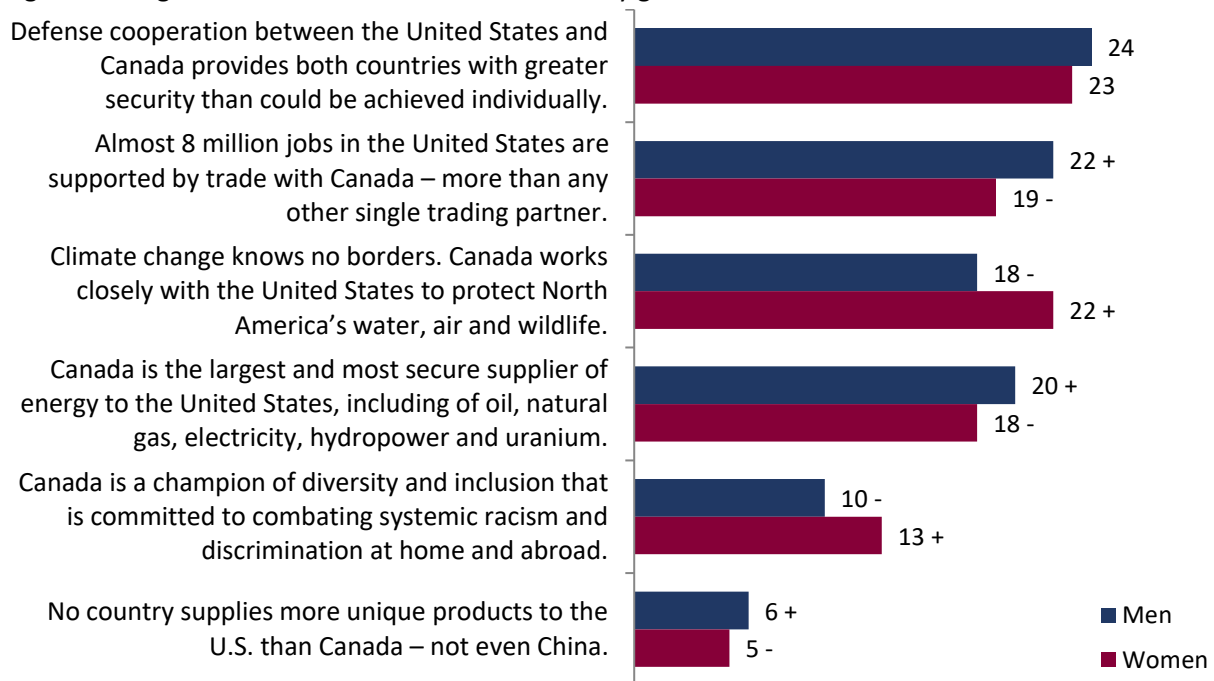 Defense cooperation between the United States and
Canada provides both countries with greater
security than could be achieved individually.
24
23
Almost 8 million jobs in the United States are
supported by trade with Canada – more than any
other single trading partner.
22 +
19 -
Climate change knows no borders. Canada works
closely with the United States to protect North
America’s water, air and wildlife.
18 -
22 +
Canada is the largest and most secure supplier of
energy to the United States, including of oil, natural
gas, electricity, hydropower and uranium.
20 +
18 -
Canada is a champion of diversity and inclusion that
is committed to combating systemic racism and
discrimination at home and abroad.
10 -
13 +
No country supplies more unique products to the
U.S. than Canada – not even China.
6 +
5 -
Men
Women